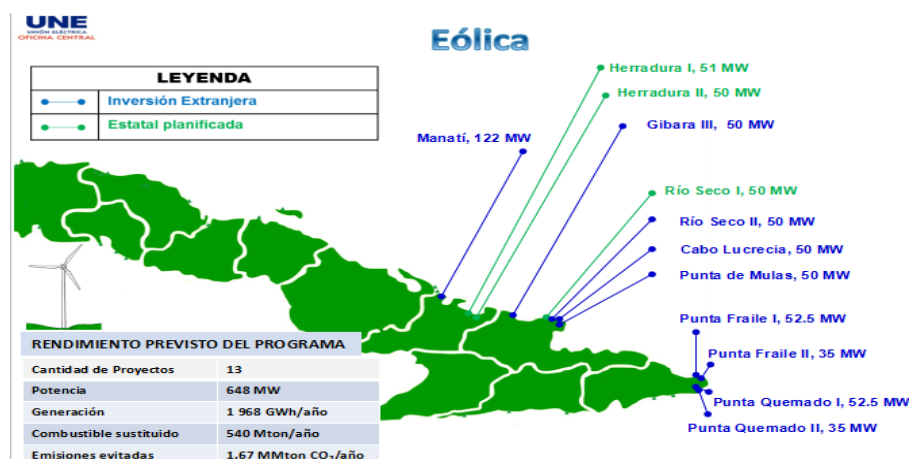 UNE
UNIÓN ELÉCTRICA
OFICINA CENTRAL
Eólica
LEYENDA
Inversión Extranjera
Estatal planificada
Herradura I, 51 MW
Herradura II, 50 MW
Gibara III, 50 MW
Manatí, 122 MW
Río Seco I, 50 MW
Río Seco II, 50 MW
Cabo Lucrecia, 50 MW
Punta de Mulas, 50 MW
Punta Fraile I, 52.5 MW
Punta Fraile II, 35 MW
Punta Quemado I, 52.5 MW
Punta Quemado II, 35 MW
RENDIMIENTO PREVISTO DEL PROGRAMA
Cantidad de Proyectos 13
Potencia 648 MW
Generación 1 968 GWh/año
Combustible sustituido 540 Mton/año
Emisiones evitadas 1.67 MMton CO₂/año